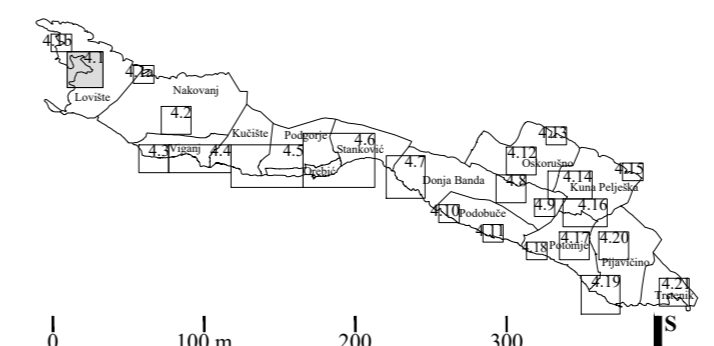 4.1b
4.1
4.1a
Lovište
Nakovanj
4.2
Kučište
Podgorje
4.6
4.3
Viganj
4.4
4.5
Stanković
Orebić
4.7
Donja Banda
4.13
4.12
Oskorušno
4.15
4.8
4.14
Kuna Pelješka
4.10
Podobuče
4.9
4.16
4.11
4.18
Potomje
4.17
4.20
Pijavičino
4.19
4.21
Trstenik
0
100 m
200
300
S